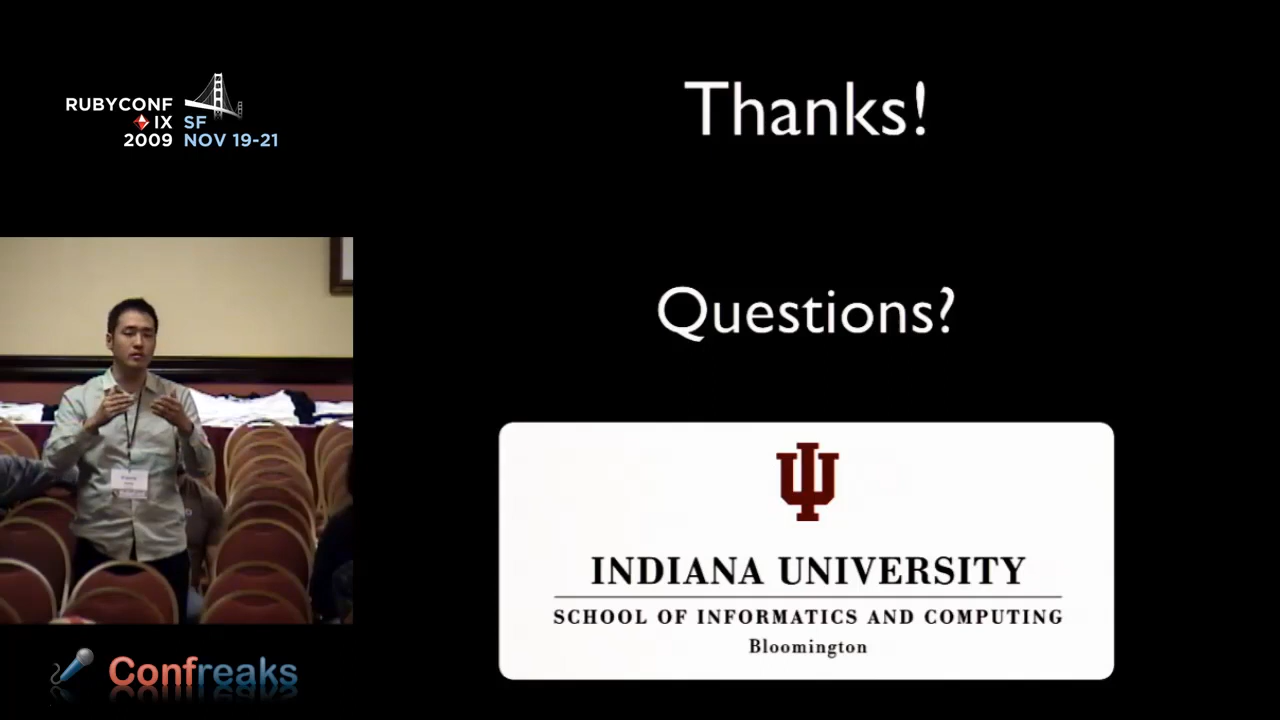 RUBYCONF
IX SF
2009 NOV 19-21
Thanks!
Questions?
INDIANA UNIVERSITY
SCHOOL OF INFORMATICS AND COMPUTING
Bloomington
Confreaks